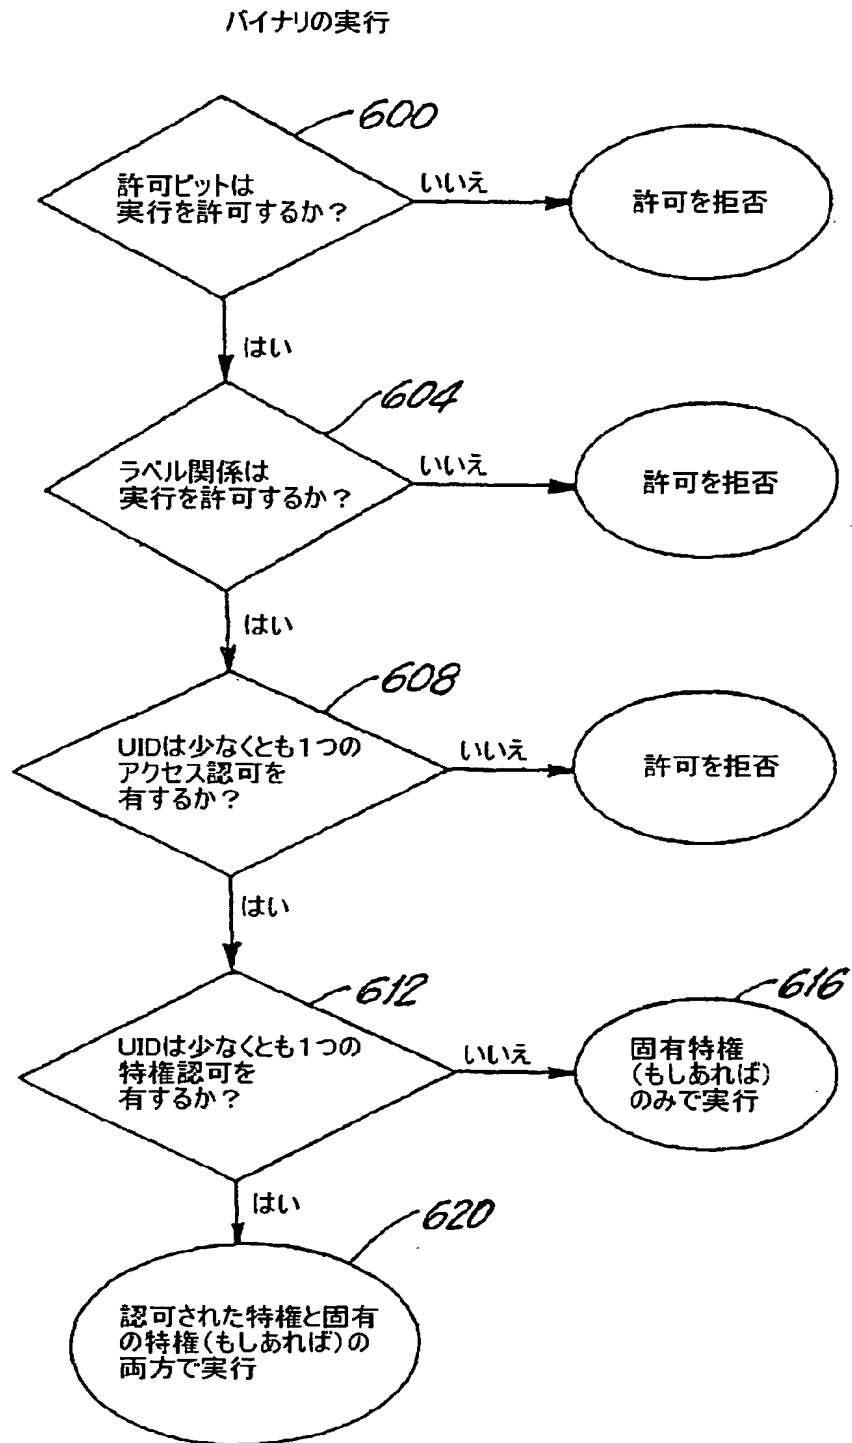 バイナリの実行
600
許可ビットは
実行を許可するか?
いいえ
許可を拒否
はい
604
ラベル関係は
実行を許可するか?
いいえ
許可を拒否
はい
608
UIDは少なくとも1つの
アクセス認可を
有するか?
いいえ
許可を拒否
はい
612
UIDは少なくとも1つの
特権認可を
有するか?
いいえ
616
固有特権
(もしあれば)
のみで実行
はい
620
認可された特権と固有
の特権(もしあれば)の
両方で実行